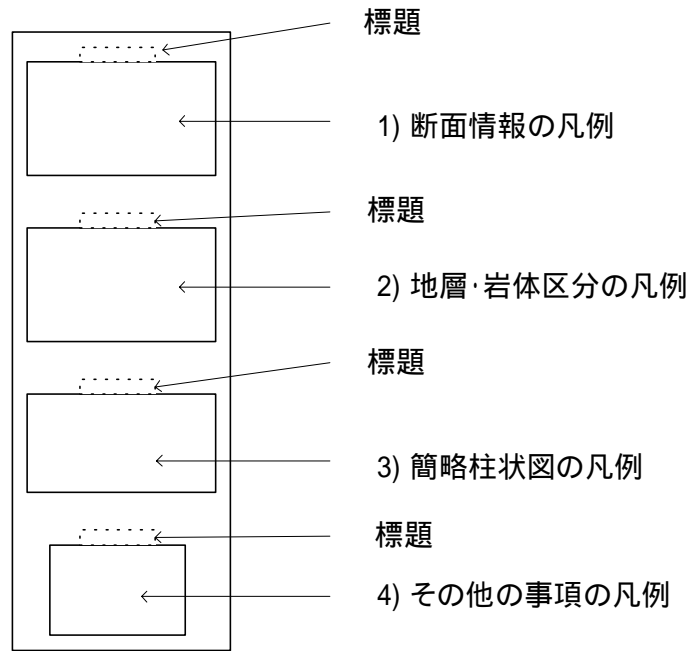 標題
1) 断面情報の凡例
標題
2) 地層･岩体区分の凡例
標題
3) 簡略柱状図の凡例
標題
4) その他の事項の凡例